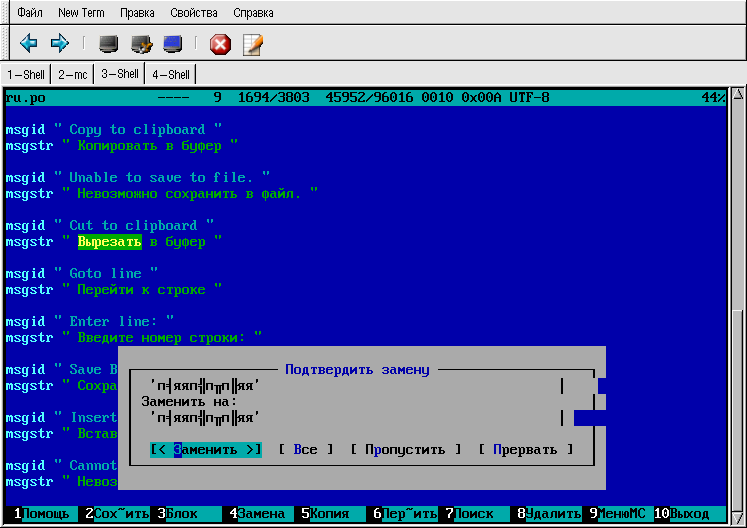 Файл New Term Правка Свойства Справка
1-Shell 2-mc 3-Shell 4-Shell
ru.po ---- 9 1694/3803 45952/96016 0010 0x00A UTF-8 44%
msgid " Copy to clipboard "
msgstr " Копировать в буфер "
msgid " Unable to save to file. "
msgstr " Невозможно сохранить в файл. "
msgid " Cut to clipboard "
msgstr " Вырезать в буфер "
msgid " Goto line "
msgstr " Перейти к строке "
msgid " Enter line: "
msgstr " Введите номер строки: "
msgid " Save B
msgstr " Сохра
msgid " Insert
msgstr " Встав
msgid " Cannot
msgstr " Невоз
Подтвердить замену
'п╢яяп╬п╥п╟яя'
Заменить на:
'п╢яяп╬п╥п╟яя'
[< Заменить >] [ Все ] [ Пропустить ] [ Прервать ]
1Помощь 2Сох~ить 3Блок 4Замена 5Копия 6Пер~ить 7Поиск 8Удалить 9МенюMC 10Выход